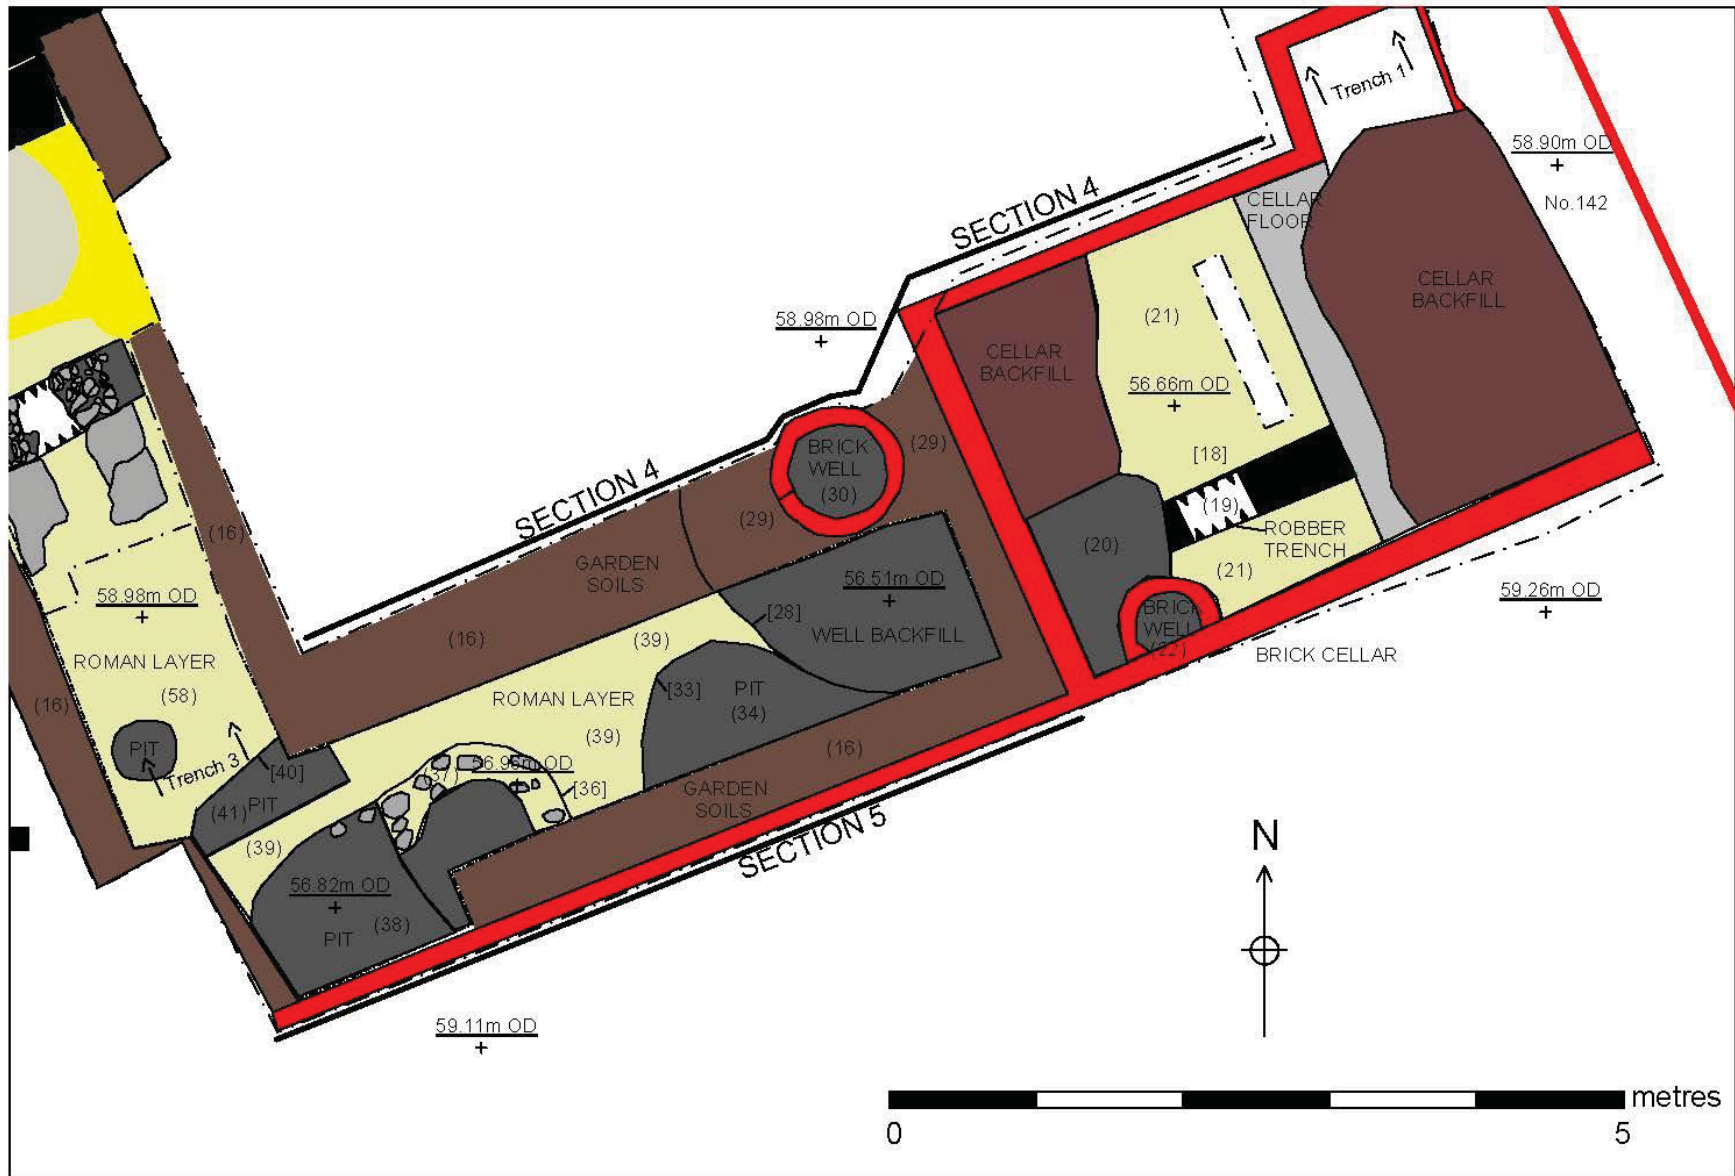 Trench 1
58.90m OD
No.142
SECTION 4
CELLAR
FLOOR
CELLAR
BACKFILL
58.98m OD
(21)
CELLAR
BACKFILL
56.66m OD
BRICK
WELL
(30)
(29)
[18]
SECTION 4
(29)
(19)
ROBBER
TRENCH
(16)
(20)
GARDEN
SOILS
56.51m OD
(21)
58.98m OD
[28]
59.26m OD
BRICK
WELL
(22)
(16)
(39)
WELL BACKFILL
BRICK CELLAR
ROMAN LAYER
(58)
ROMAN LAYER
[33]
PIT
(34)
(16)
(39)
(16)
PIT
Trench 3
[40]
(37)
56.96m OD
[36]
GARDEN
SOILS
(41)
PIT
(39)
SECTION 5
N
56.82m OD
(38)
PIT
59.11m OD
metres
0
5